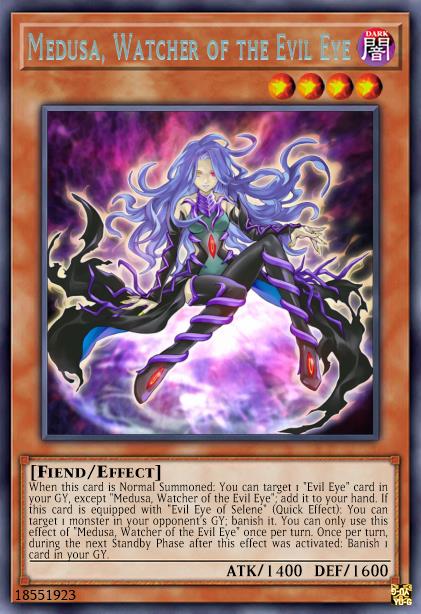 MEDUSA, WATCHER OF THE EVIL EYE
DARK
闇
[FIEND/EFFECT]
When this card is Normal Summoned: You can target 1 "Evil Eye" card in
your GY, except "Medusa, Watcher of the Evil Eye"; add it to your hand. If
this card is equipped with "Evil Eye of Selene" (Quick Effect): You can
target 1 monster in your opponent's GY; banish it. You can only use this
effect of "Medusa, Watcher of the Evil Eye" once per turn. Once per turn,
during the next Standby Phase after this effect was activated: Banish 1
card in your GY.
ATK/1400 DEF/1600
18551923